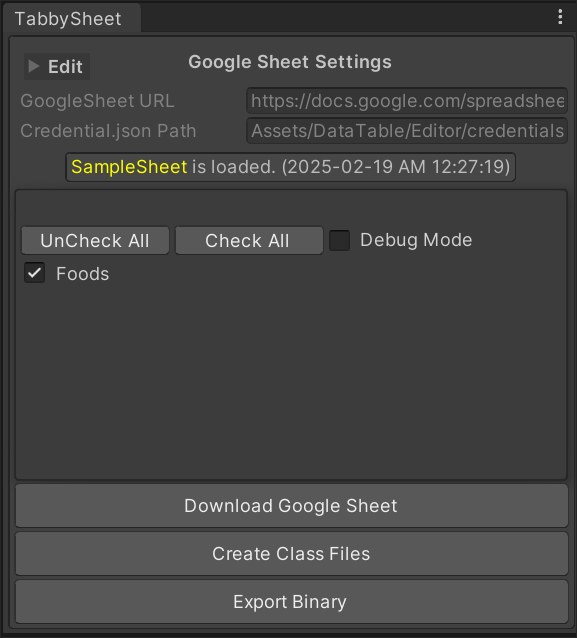 TabbySheet
Edit
Google Sheet Settings
GoogleSheet URL https://docs.google.com/spreadshee
Credential.json Path Assets/DataTable/Editor/credentials
SampleSheet is loaded. (2025-02-19 AM 12:27:19)
UnCheck All Check All Debug Mode
Foods
Download Google Sheet
Create Class Files
Export Binary